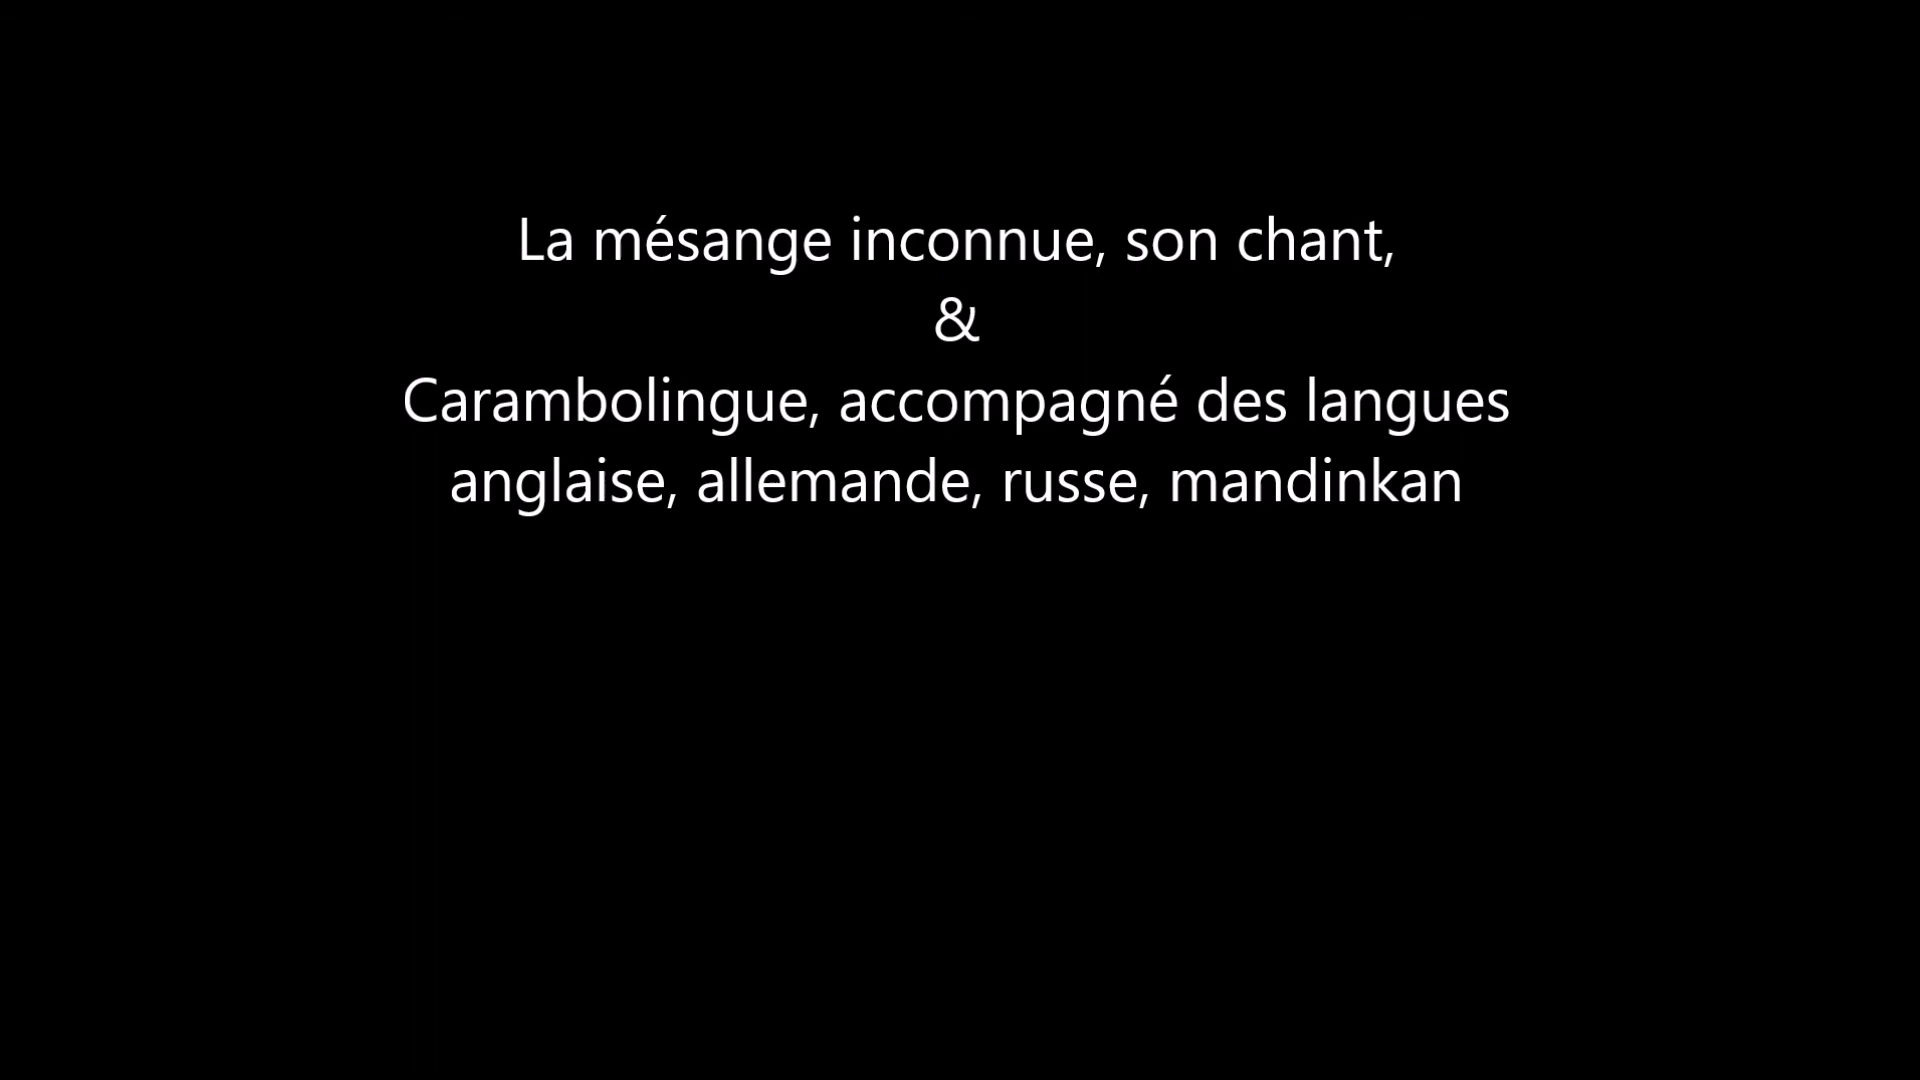 La mésange inconnue, son chant,
&
Carambolingue, accompagné des langues
anglaise, allemande, russe, mandinkan